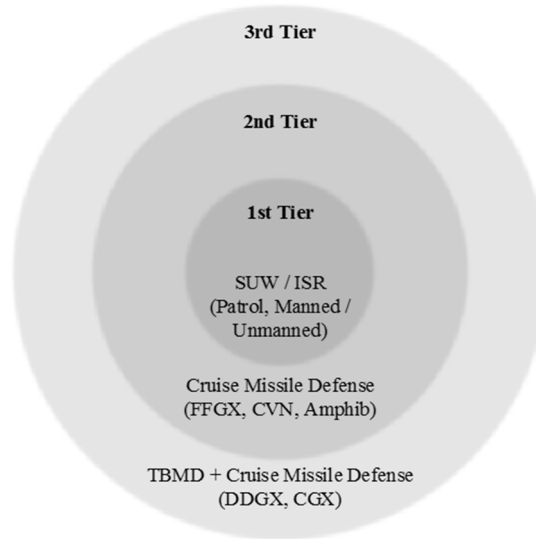 3rd Tier
2nd Tier
1st Tier
SUW / ISR
(Patrol, Manned /
Unmanned)
Cruise Missile Defense
(FFGX, CVN, Amphib)
TBMD + Cruise Missile Defense
(DDGX, CGX)